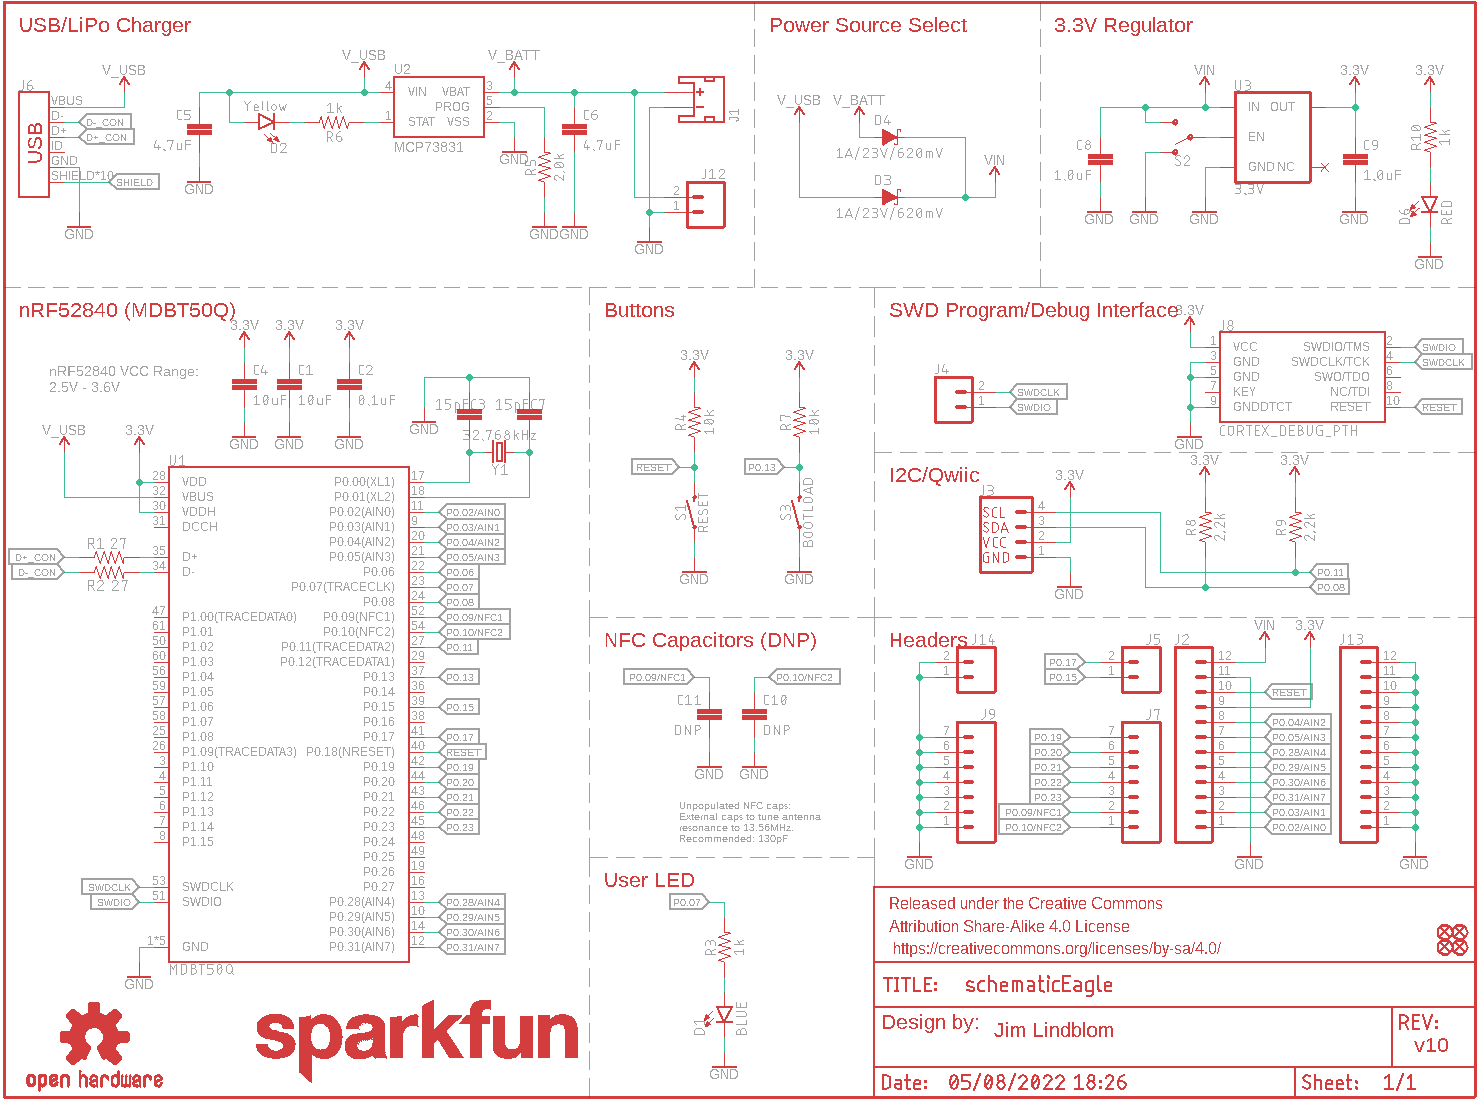 USB/LiPo Charger
J6
USB
VBUS
D-
D+
ID
GND
SHIELD*10
V_USB
D-_CON
D+_CON
SHIELD
GND
C5
4.7uF
GND
Yellow
D2
1k
R6
V_USB
U2
4 VIN VBAT 3
PROG 5
1 STAT VSS 2
MCP73831
V_BATT
GND
R5
2.0k
GND
C6
4.7uF
GND
J1
+
-
J12
2
1
GND
Power Source Select
V_USB
V_BATT
D4
1A/23V/620mV
D3
1A/23V/620mV
VIN
3.3V Regulator
VIN
U3
IN OUT
EN
GND NC
3.3V
C8
1.0uF
GND
S2
GND
GND
3.3V
C9
1.0uF
GND
3.3V
R10
1k
D6
RED
GND
nRF52840 (MDBT50Q)
nRF52840 VCC Range:
2.5V - 3.6V
3.3V
C4
10uF
GND
3.3V
C1
10uF
GND
3.3V
C2
0.1uF
GND
GND
15pF
C3
15pF
C7
32.768kHz
Y1
V_USB
3.3V
U1
28 VDD
32 VBUS
30 VDDH
31 DCCH
D+_CON R1 27 35 D+
D-_CON R2 27 34 D-
47 P1.00(TRACEDATA0)
61 P1.01
50 P1.02
60 P1.03
56 P1.04
59 P1.05
57 P1.06
58 P1.07
25 P1.08
26 P1.09(TRACEDATA3)
3 P1.10
4 P1.11
5 P1.12
6 P1.13
7 P1.14
8 P1.15
SWDCLK 53 SWDCLK
SWDIO 51 SWDIO
1*5 GND
GND
MDBT50Q
P0.00(XL1) 17
P0.01(XL2) 18
P0.02(AIN0) 11 P0.02/AIN0
P0.03(AIN1) 9 P0.03/AIN1
P0.04(AIN2) 20 P0.04/AIN2
P0.05(AIN3) 21 P0.05/AIN3
P0.06 22 P0.06
P0.07(TRACECLK) 23 P0.07
P0.08 24 P0.08
P0.09(NFC1) 52 P0.09/NFC1
P0.10(NFC2) 54 P0.10/NFC2
P0.11(TRACEDATA2) 27 P0.11
P0.12(TRACEDATA1) 29
P0.13 37 P0.13
P0.14 36
P0.15 39 P0.15
P0.16 38
P0.17 41 P0.17
P0.18(NRESET) 40 RESET
P0.19 42 P0.19
P0.20 44 P0.20
P0.21 43 P0.21
P0.22 46 P0.22
P0.23 45 P0.23
P0.24 48
P0.25 49
P0.26 19
P0.27 16
P0.28(AIN4) 13 P0.28/AIN4
P0.29(AIN5) 10 P0.29/AIN5
P0.30(AIN6) 14 P0.30/AIN6
P0.31(AIN7) 12 P0.31/AIN7
open hardware
sparkfun
Buttons
3.3V
R4
10k
RESET
S1
RESET
GND
3.3V
R7
10k
P0.13
S3
BOOTLOAD
GND
NFC Capacitors (DNP)
P0.09/NFC1
C11
DNP
GND
P0.10/NFC2
C10
DNP
GND
Unpopulated NFC caps:
External caps to tune antenna
resonance to 13.56MHz.
Recommended: 130pF
User LED
P0.07
R3
1k
D1
BLUE
GND
SWD Program/Debug Interface
J4
2 SWDCLK
1 SWDIO
3.3V
J8
1 VCC SWDIO/TMS 2 SWDIO
3 GND SWDCLK/TCK 4 SWDCLK
5 GND SWO/TDO 6
7 KEY NC/TDI 8
9 GNDDTCT RESET 10 RESET
GND
CORTEX_DEBUG_PTH
I2C/Qwiic
J3
SCL 4
SDA 3
VCC 2
GND 1
3.3V
GND
3.3V
R8
2.2k
3.3V
R9
2.2k
P0.11
P0.08
Headers
J14
2
1
J9
7
6
5
4
3
2
1
GND
J5
P0.17 2
P0.15 1
J7
P0.19 7
P0.20 6
P0.21 5
P0.22 4
P0.23 3
P0.09/NFC1 2
P0.10/NFC2 1
J2
VIN
3.3V
12
11
10 RESET
9
8 P0.04/AIN2
7 P0.05/AIN3
6 P0.28/AIN4
5 P0.29/AIN5
4 P0.30/AIN6
3 P0.31/AIN7
2 P0.03/AIN1
1 P0.02/AIN0
GND
J13
12
11
10
9
8
7
6
5
4
3
2
1
GND
Released under the Creative Commons
Attribution Share-Alike 4.0 License
https://creativecommons.org/licenses/by-sa/4.0/
TITLE: schematicEagle
Design by: Jim Lindblom
REV:
v10
Date: 05/08/2022 18:26
Sheet: 1/1